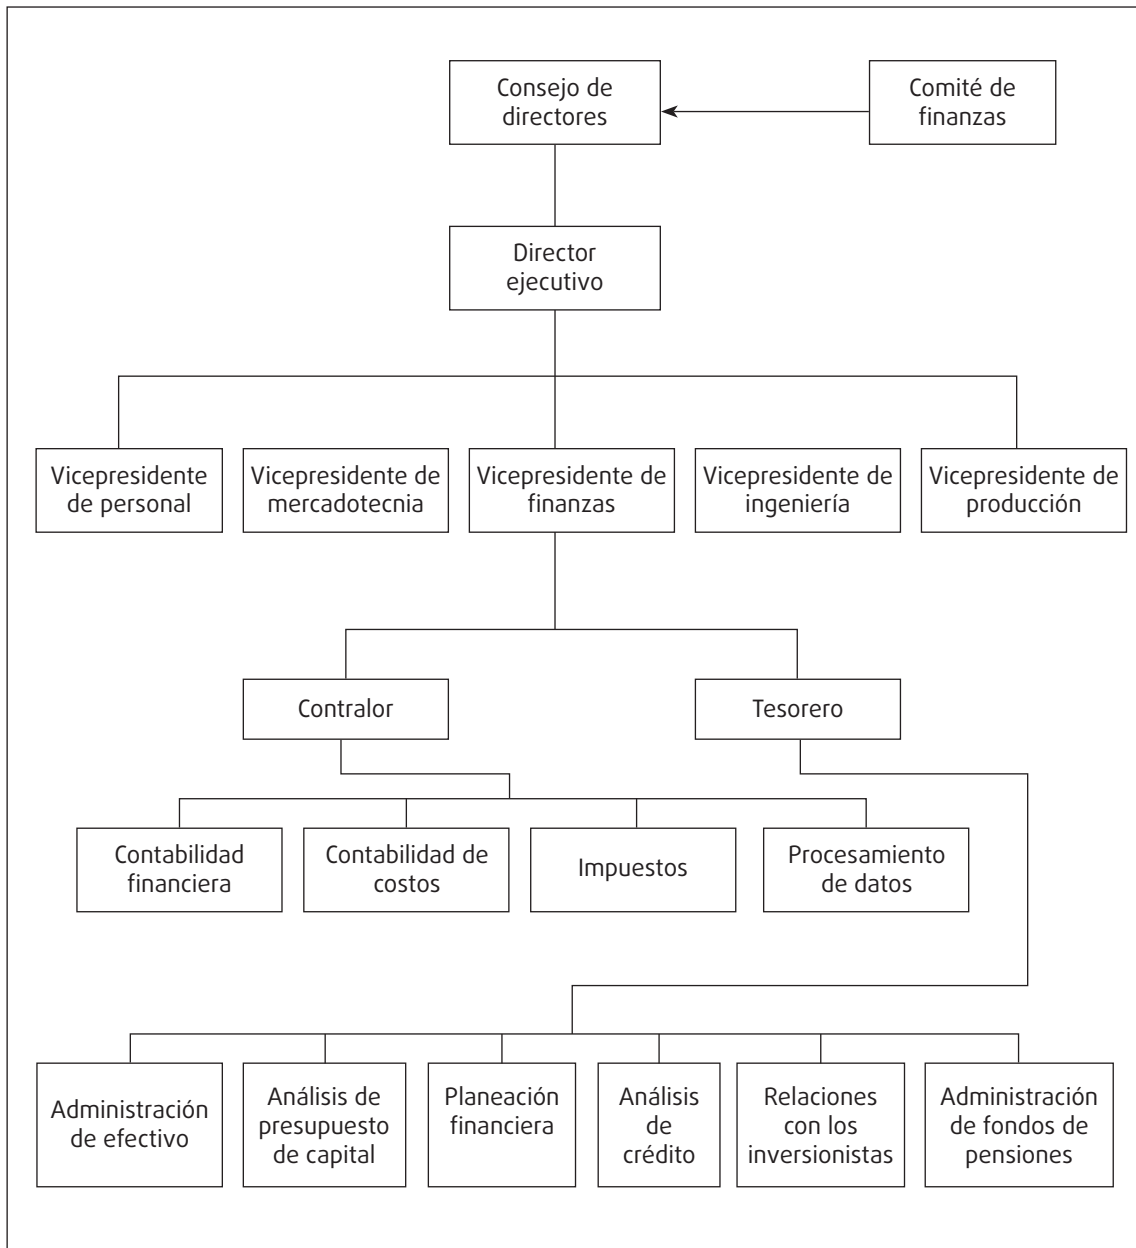 Consejo de
directores
Comité de
finanzas
Director
ejecutivo
Vicepresidente
de personal
Vicepresidente de
mercadotecnia
Vicepresidente de
finanzas
Vicepresidente de
ingeniería
Vicepresidente de
producción
Contralor
Tesorero
Contabilidad
financiera
Contabilidad de
costos
Impuestos
Procesamiento
de datos
Administración
de efectivo
Análisis de
presupuesto
de capital
Planeación
financiera
Análisis
de
crédito
Relaciones
con los
inversionistas
Administración
de fondos de
pensiones